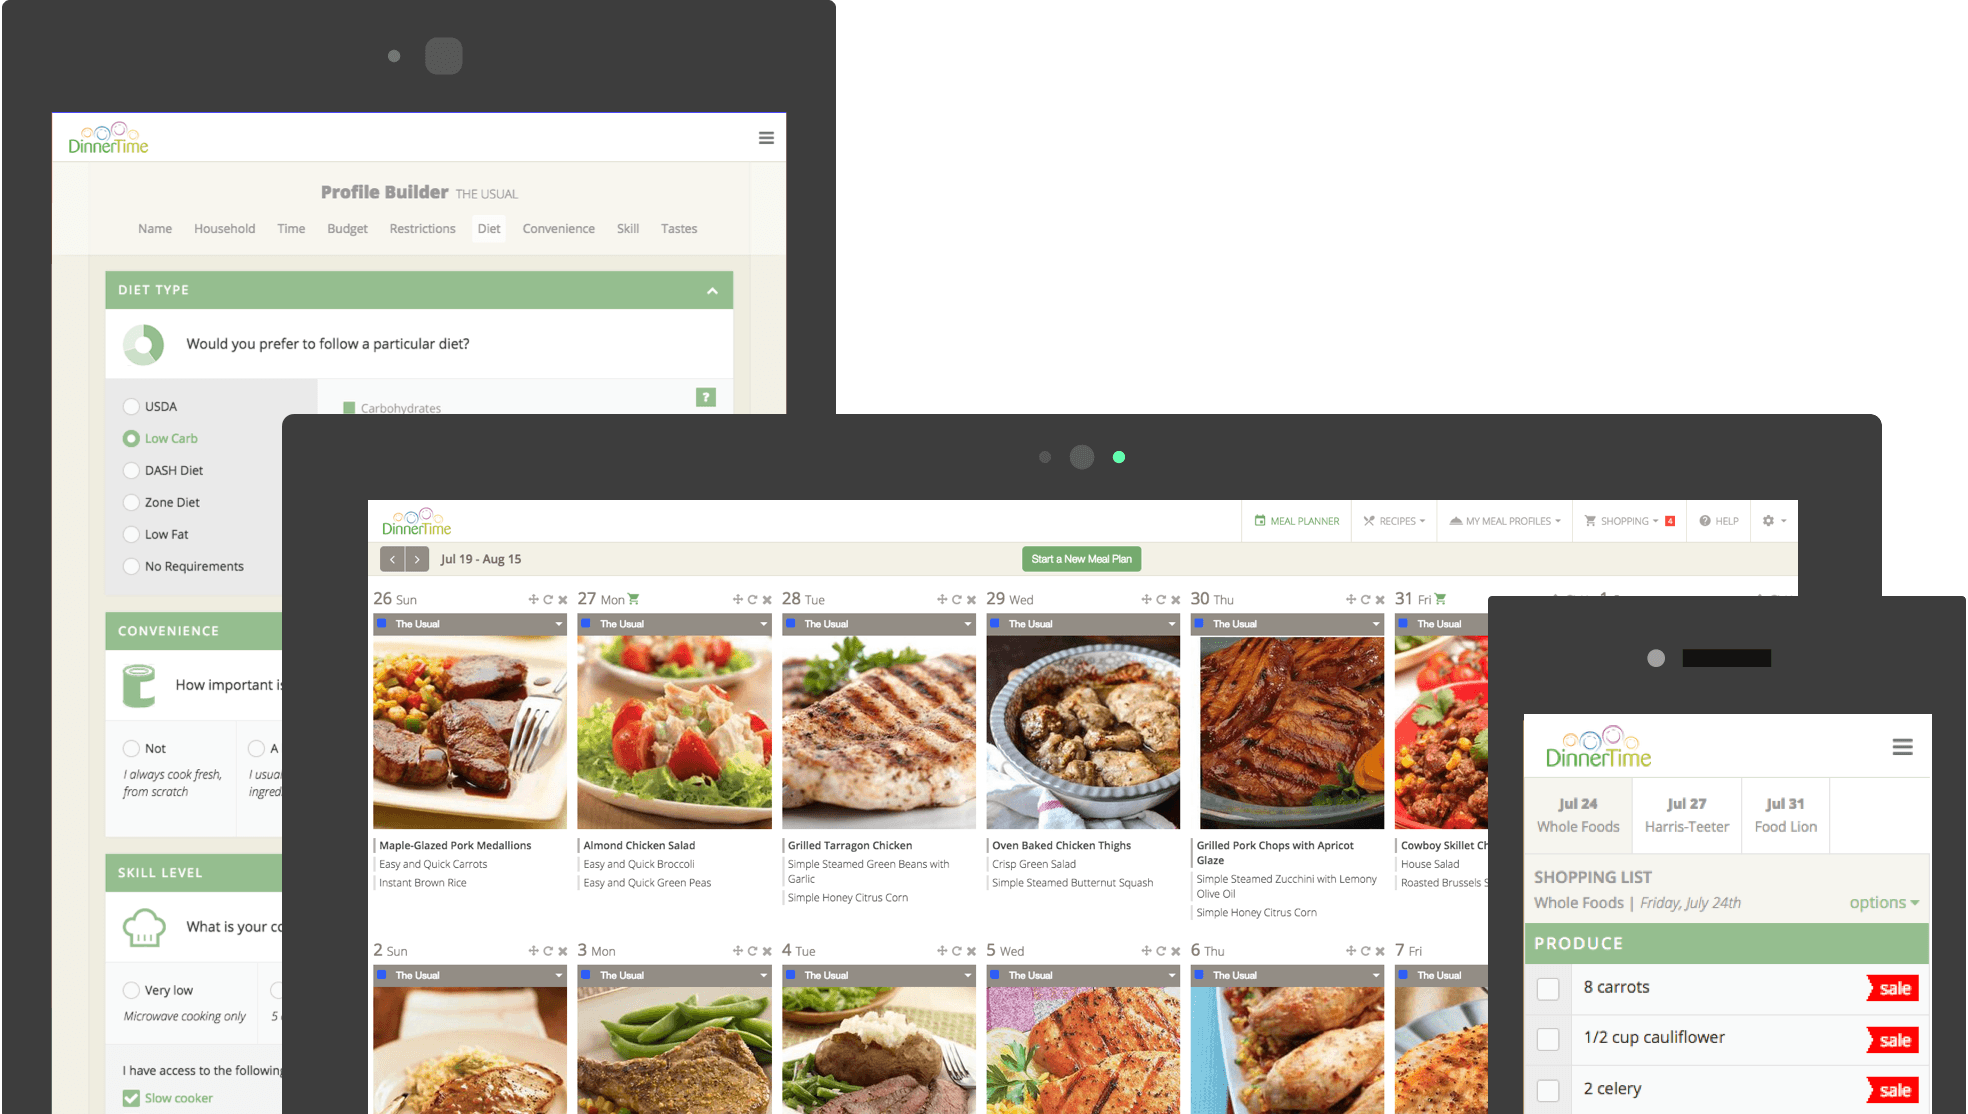 DinnerTime
Profile Builder THE USUAL
Name Household Time Budget Restrictions Diet Convenience Skill Tastes
DIET TYPE
Would you prefer to follow a particular diet?
USDA
Low Carb
DASH Diet
Zone Diet
Low Fat
No Requirements
Carbohydrates
?
CONVENIENCE
How important
Not
I always cook fresh,
from scratch
A
SKILL LEVEL
What is your
Very low
Microwave cooking only
5
I have access to the following
Slow cooker
DinnerTime
MEAL PLANNER RECIPES MY MEAL PROFILES SHOPPING 4 HELP
Jul 19 - Aug 15
Start a New Meal Plan
26 Sun
The Usual
Maple-Glazed Pork Medallions
Easy and Quick Carrots
Instant Brown Rice
27 Mon
The Usual
Almond Chicken Salad
Easy and Quick Broccoli
Easy and Quick Green Peas
28 Tue
The Usual
Grilled Tarragon Chicken
Simple Steamed Green Beans with
Garlic
Simple Honey Citrus Corn
29 Wed
The Usual
Oven Baked Chicken Thighs
Crisp Green Salad
Simple Steamed Butternut Squash
30 Thu
The Usual
Grilled Pork Chops with Apricot
Glaze
Simple Steamed Zucchini with Lemony
Olive Oil
Simple Honey Citrus Corn
31 Fri
The Usual
Cowboy Skillet
House Salad
Roasted Brussels
2 Sun
The Usual
3 Mon
The Usual
4 Tue
The Usual
5 Wed
The Usual
6 Thu
The Usual
7 Fri
The Usual
DinnerTime
Jul 24
Whole Foods
Jul 27
Harris-Teeter
Jul 31
Food Lion
SHOPPING LIST
Whole Foods | Friday, July 24th
options
PRODUCE
8 carrots
sale
1/2 cup cauliflower
sale
2 celery
sale